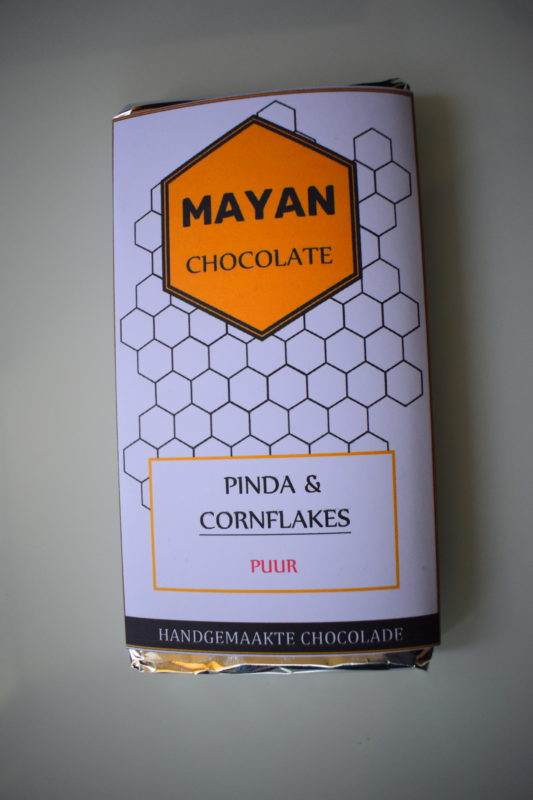 MAYAN
CHOCOLATE
PINDA &
CORNFLAKES
PUUR
HANDGEMAAKTE CHOCOLADE